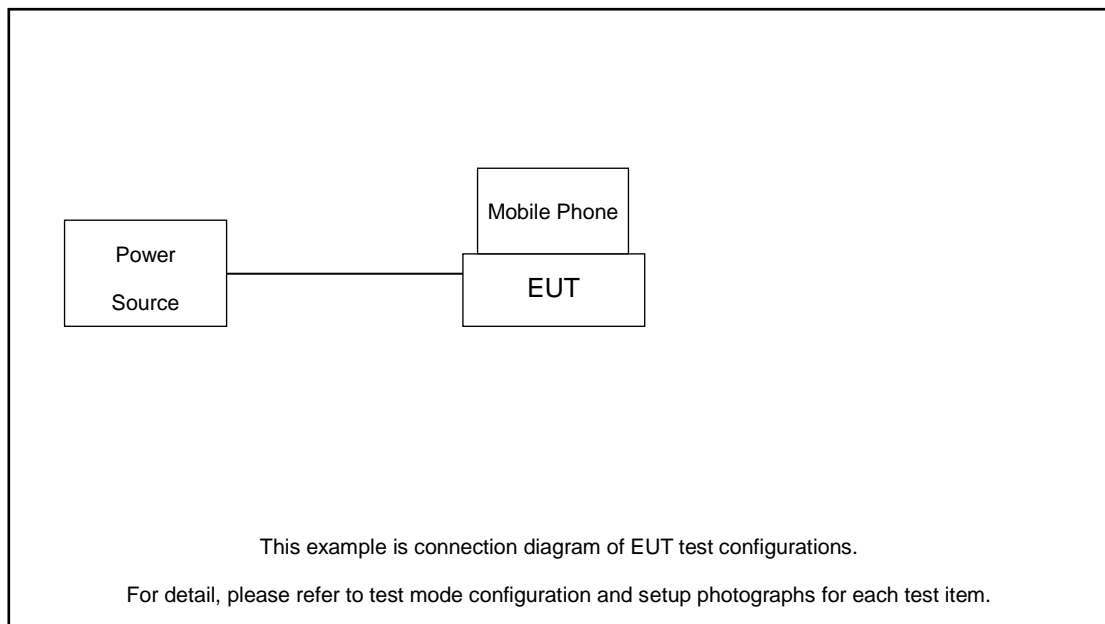 Mobile Phone
Power
Source
EUT
This example is connection diagram of EUT test configurations.
For detail, please refer to test mode configuration and setup photographs for each test item.